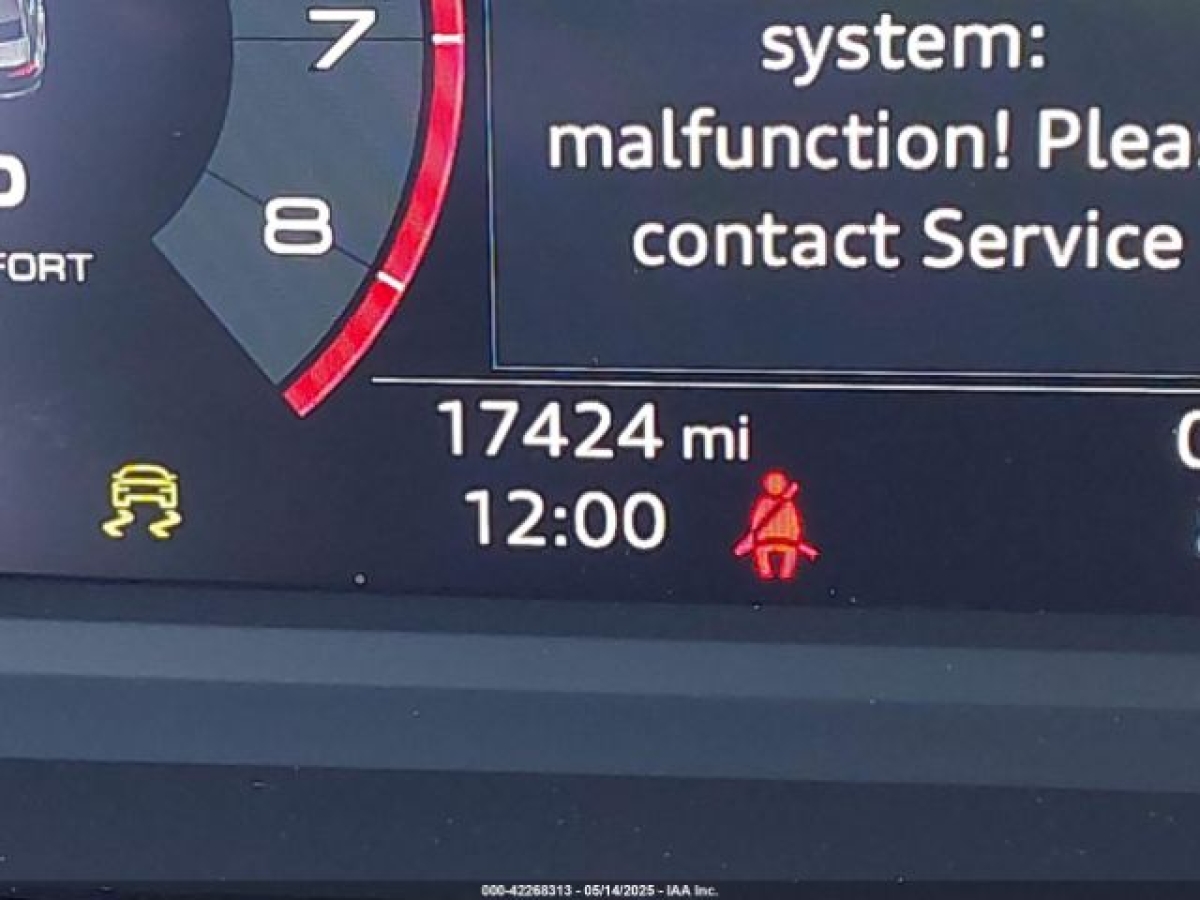 7
system:
malfunction! Pleas
8
contact Service
FORT
17424 mi
12:00
000-42268313 - 05/14/2025 - IAA Inc.